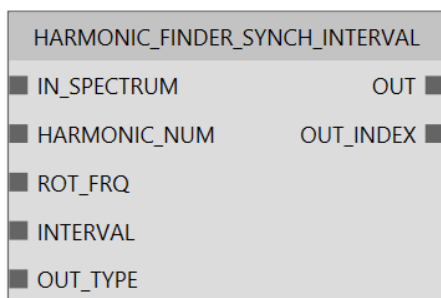 HARMONIC_FINDER_SYNCH_INTERVAL
IN_SPECTRUM OUT
HARMONIC_NUM OUT_INDEX
ROT_FRQ
INTERVAL
OUT_TYPE